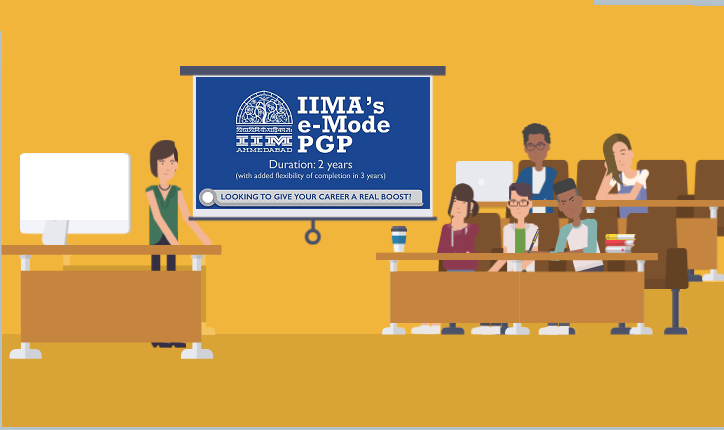 IIMA's
e-Mode
PGP
IIM
AHMEDABAD
Duration: 2 years
(with added flexibility of completion in 3 years)
LOOKING TO GIVE YOUR CAREER A REAL BOOST?